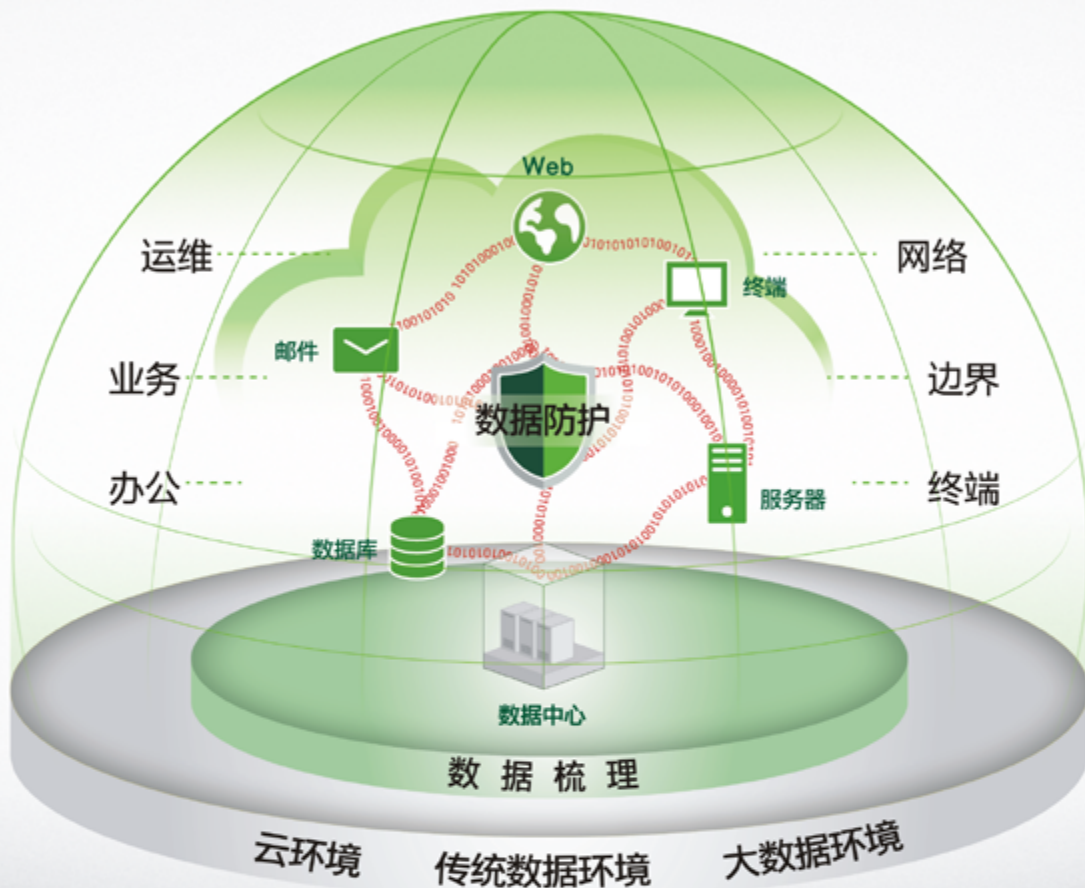 Web
运维
网络
终端
邮件
业务
边界
数据防护
办公
终端
服务器
数据库
数据中心
数据梳理
云环境
传统数据环境
大数据环境